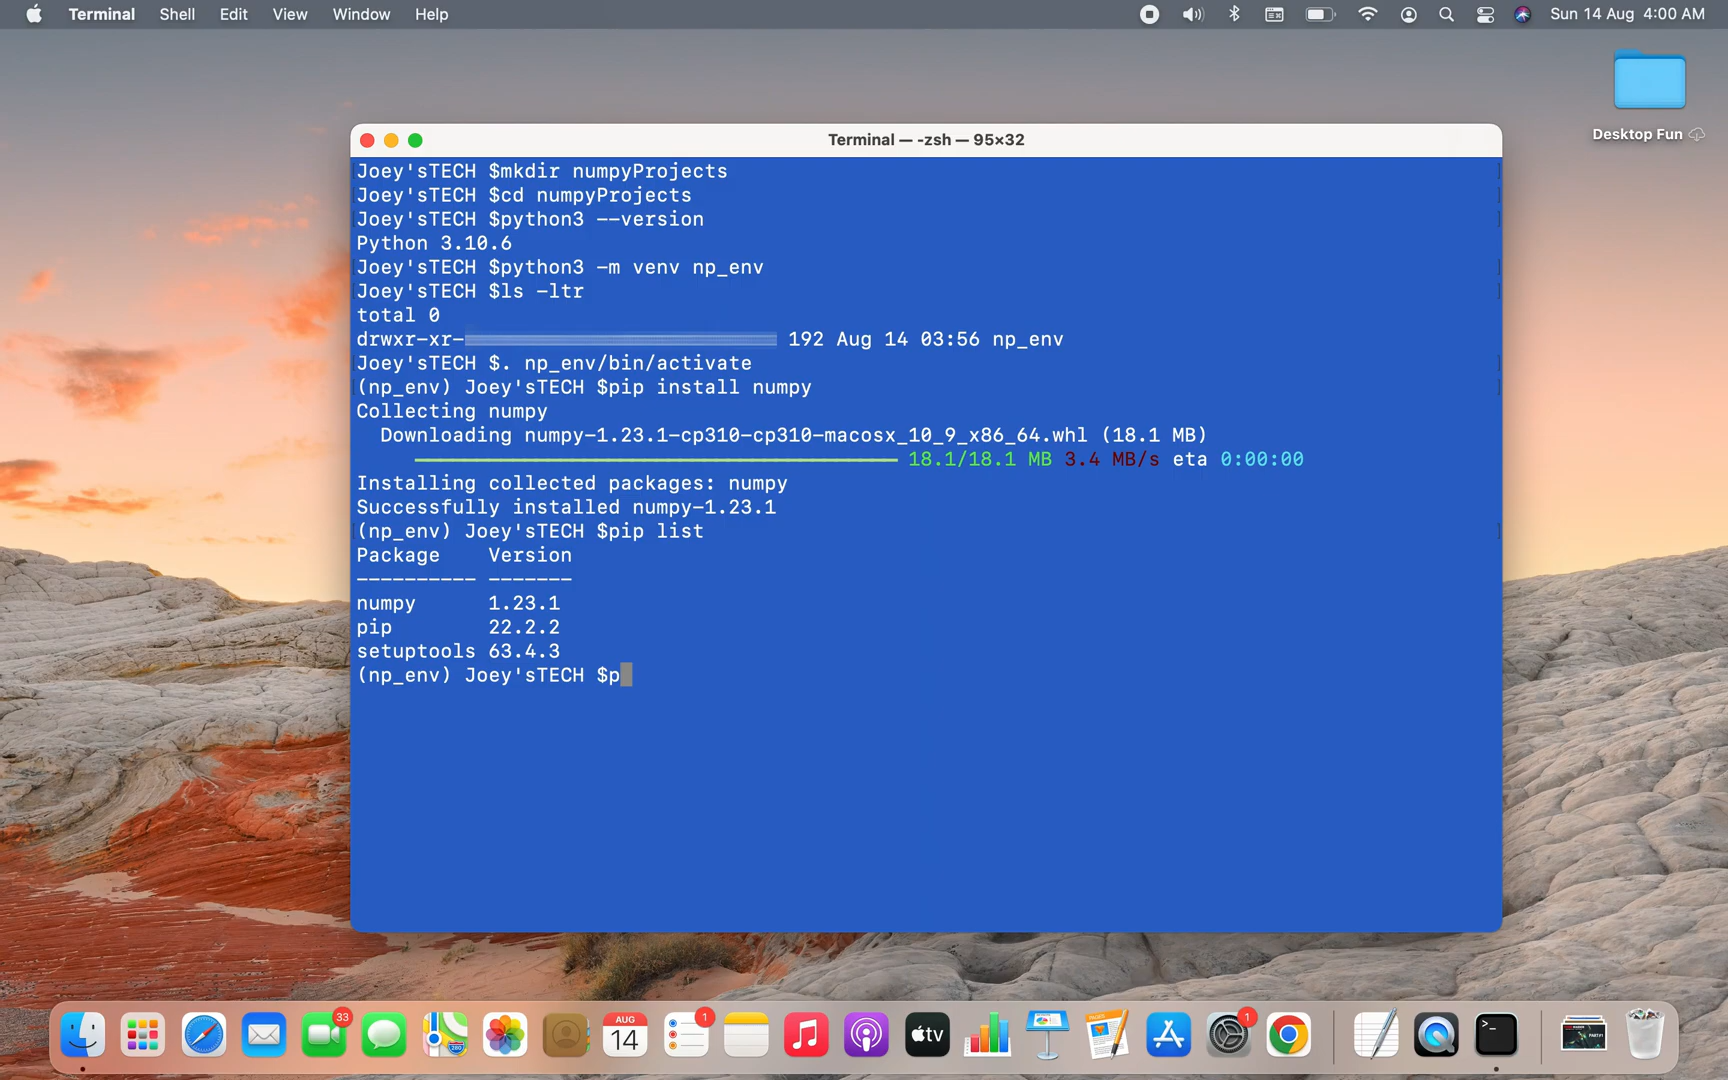 Terminal Shell Edit View Window Help Sun 14 Aug 4:00 AM
Desktop Fun
Terminal — -zsh — 95×32
Joey'sTECH $mkdir numpyProjects
Joey'sTECH $cd numpyProjects
Joey'sTECH $python3 --version
Python 3.10.6
Joey'sTECH $python3 -m venv np_env
Joey'sTECH $ls -ltr
total 0
drwxr-xr- 192 Aug 14 03:56 np_env
Joey'sTECH $. np_env/bin/activate
(np_env) Joey'sTECH $pip install numpy
Collecting numpy
Downloading numpy-1.23.1-cp310-cp310-macosx_10_9_x86_64.whl (18.1 MB)
18.1/18.1 MB 3.4 MB/s eta 0:00:00
Installing collected packages: numpy
Successfully installed numpy-1.23.1
(np_env) Joey'sTECH $pip list
Package Version
---------- -------
numpy 1.23.1
pip 22.2.2
setuptools 63.4.3
(np_env) Joey'sTECH $p
33
AUG
14
1
tv
PAGES
1
>_